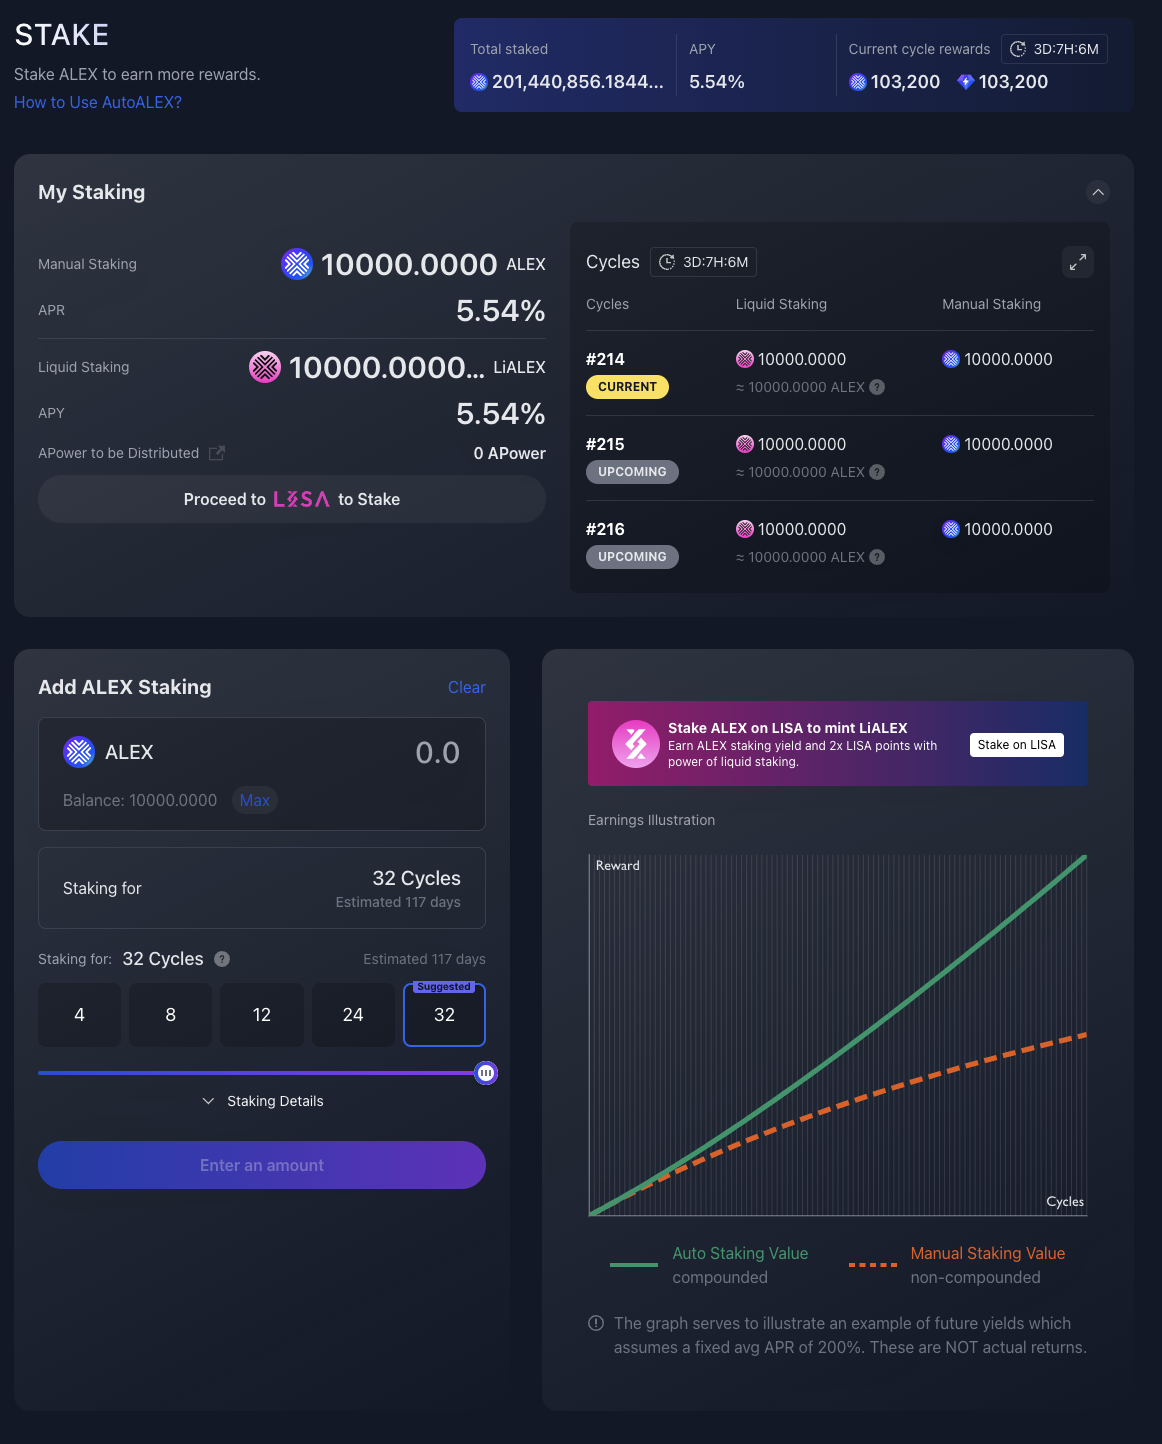 STAKE
Stake ALEX to earn more rewards.
How to Use AutoALEX?
Total staked
201,440,856.1844...
APY
5.54%
Current cycle rewards
3D:7H:6M
103,200
103,200
My Staking
Manual Staking
10000.0000 ALEX
APR
5.54%
Liquid Staking
10000.0000... LiALEX
APY
5.54%
APower to be Distributed
0 APower
Proceed to LISA to Stake
Cycles
3D:7H:6M
Cycles
Liquid Staking
Manual Staking
#214
CURRENT
10000.0000
≈ 10000.0000 ALEX ?
10000.0000
#215
UPCOMING
10000.0000
≈ 10000.0000 ALEX ?
10000.0000
#216
UPCOMING
10000.0000
≈ 10000.0000 ALEX ?
10000.0000
Add ALEX Staking
Clear
ALEX
0.0
Balance: 10000.0000
Max
Staking for
32 Cycles
Estimated 117 days
Staking for: 32 Cycles ?
Estimated 117 days
4
8
12
24
Suggested
32
Staking Details
Enter an amount
Stake ALEX on LISA to mint LiALEX
Earn ALEX staking yield and 2x LISA points with
power of liquid staking.
Stake on LISA
Earnings Illustration
Reward
Cycles
Auto Staking Value
compounded
Manual Staking Value
non-compounded
The graph serves to illustrate an example of future yields which
assumes a fixed avg APR of 200%. These are NOT actual returns.